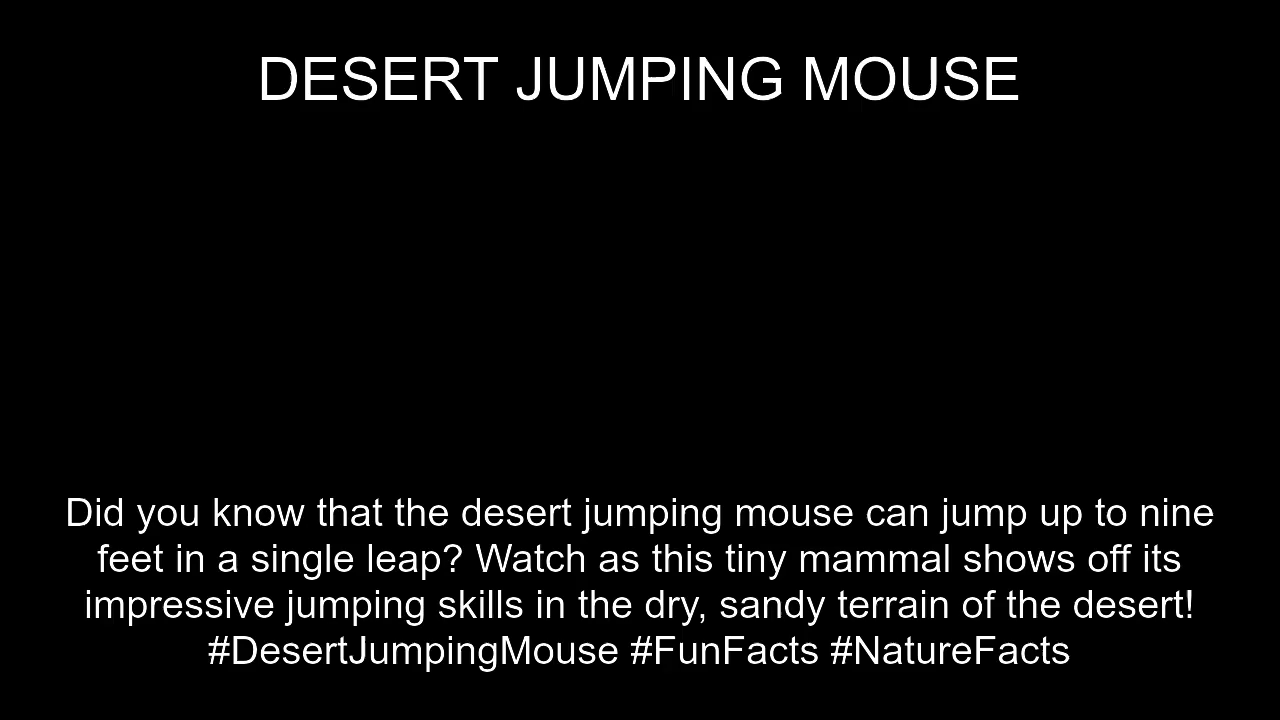 DESERT JUMPING MOUSE
Did you know that the desert jumping mouse can jump up to nine
feet in a single leap? Watch as this tiny mammal shows off its
impressive jumping skills in the dry, sandy terrain of the desert!
#DesertJumpingMouse #FunFacts #NatureFacts